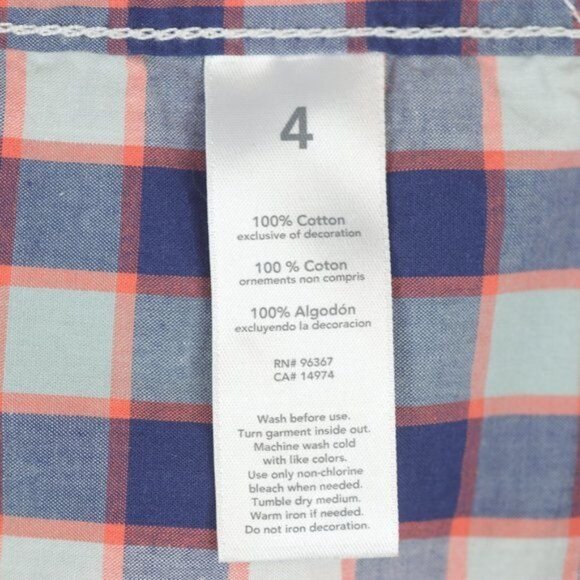 4
100% Cotton
exclusive of decoration
100 % Coton
ornements non compris
100% Algodón
excluyendo la decoracion
RN# 96367
CA# 14974
Wash before use.
Turn garment inside out.
Machine wash cold
with like colors.
Use only non-chlorine
bleach when needed.
Tumble dry medium.
Warm iron if needed.
Do not iron decoration.